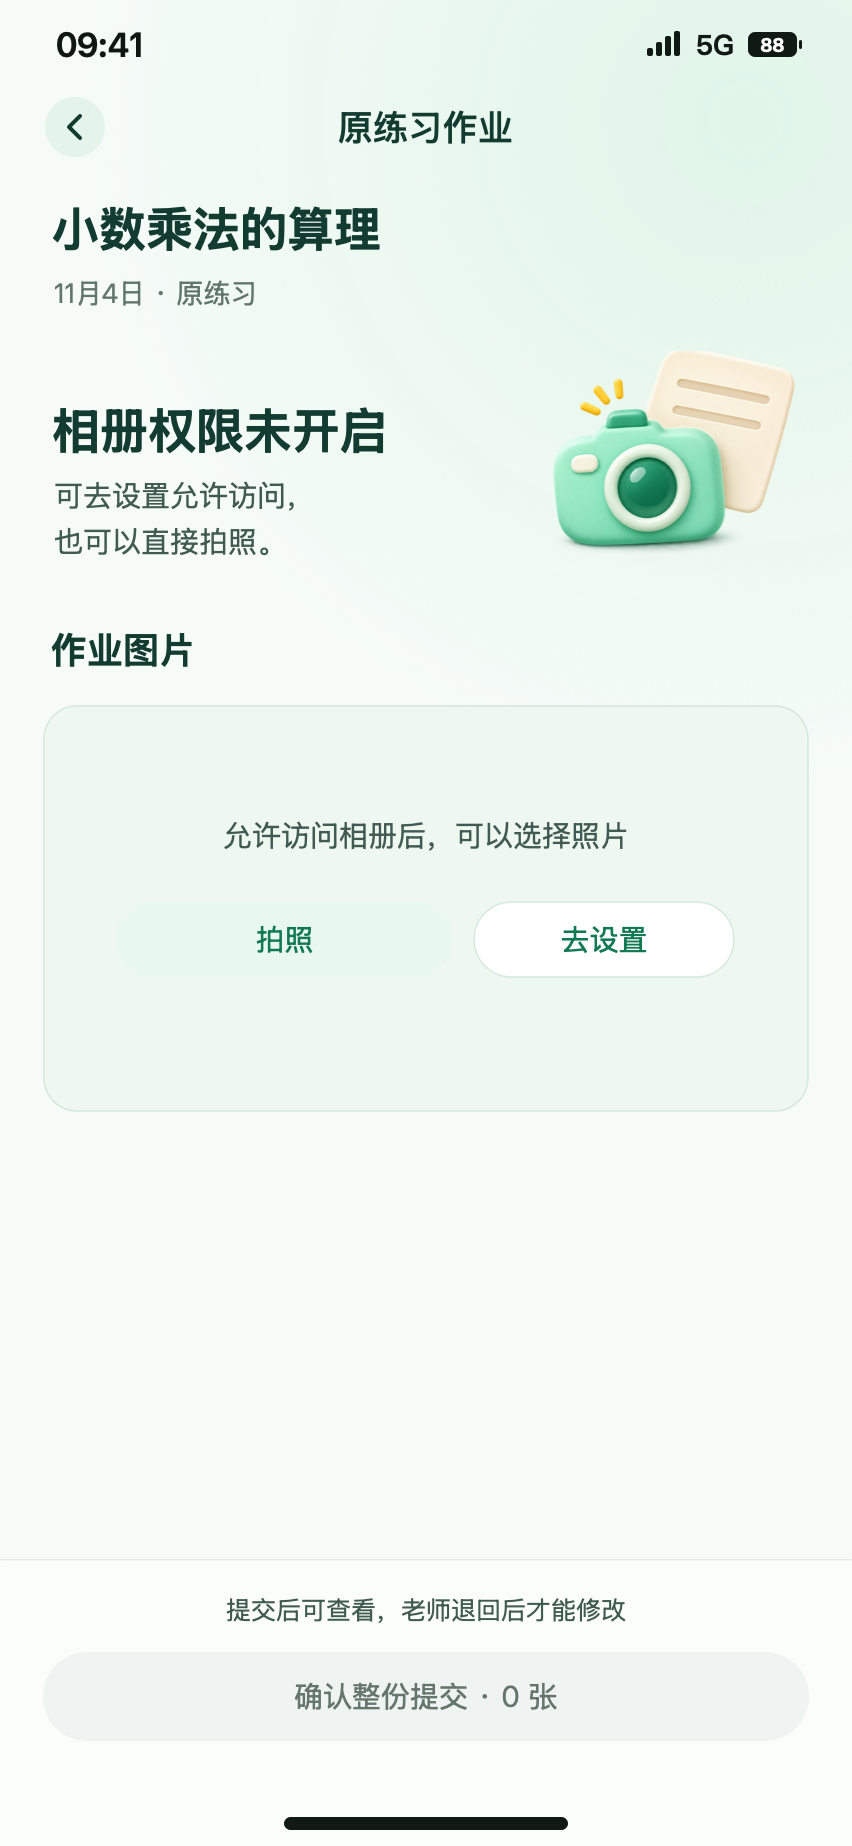 09:41
5G 88
原练习作业
小数乘法的算理
11月4日 · 原练习
相册权限未开启
可去设置允许访问，
也可以直接拍照。
作业图片
允许访问相册后，可以选择照片
拍照
去设置
提交后可查看，老师退回后才能修改
确认整份提交 · 0 张